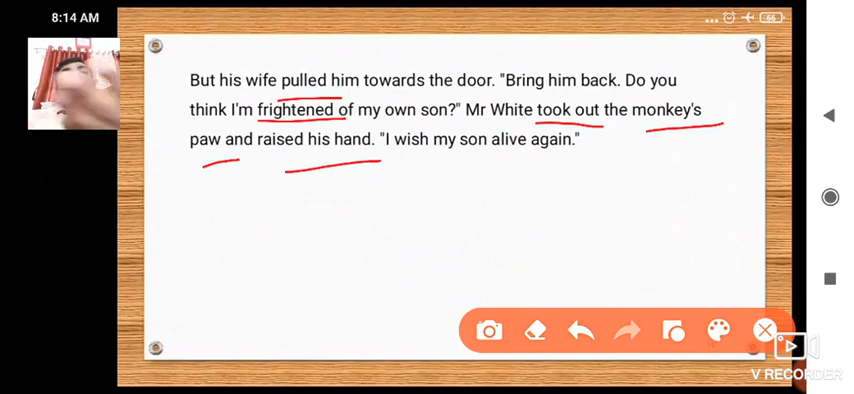 8:14 AM
66
But his wife pulled him towards the door. "Bring him back. Do you
think I'm frightened of my own son?" Mr White took out the monkey's
paw and raised his hand. "I wish my son alive again."
V RECORDER